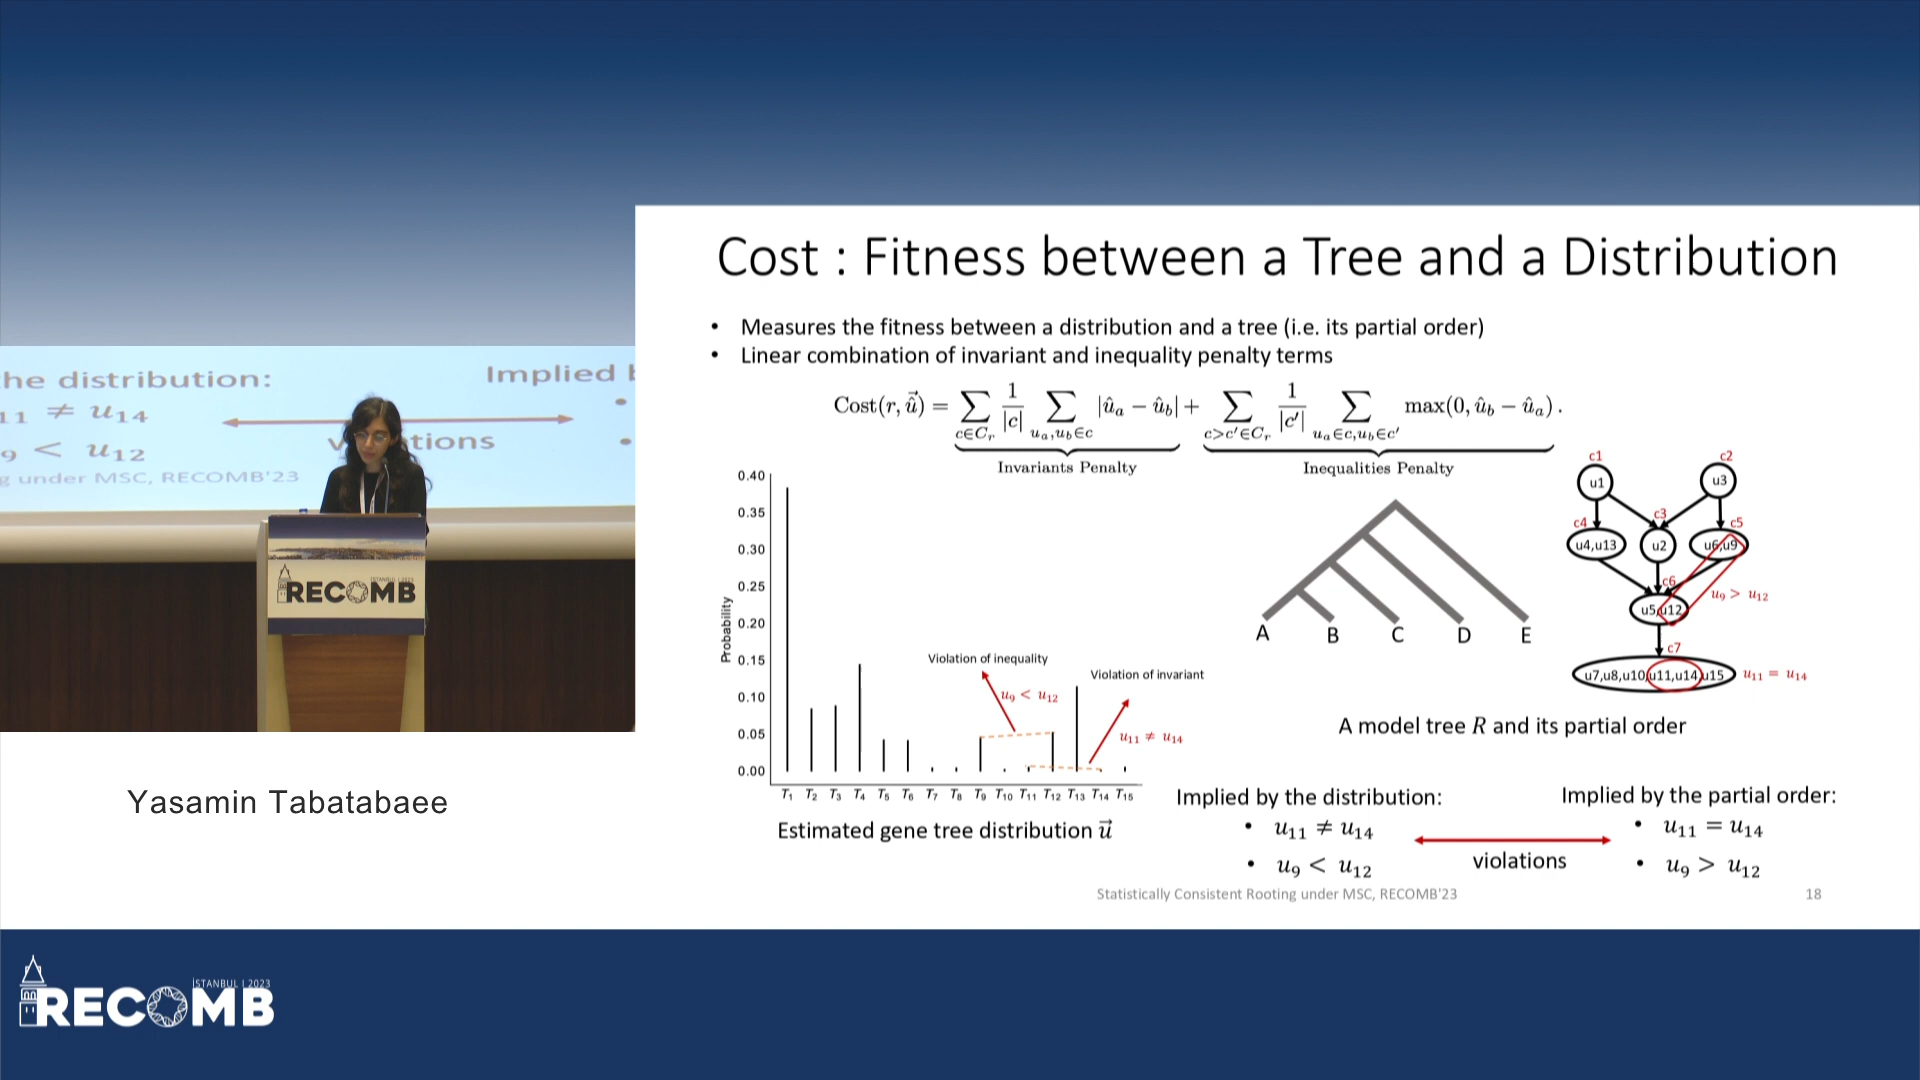 Cost : Fitness between a Tree and a Distribution
• Measures the fitness between a distribution and a tree (i.e. its partial order)
• Linear combination of invariant and inequality penalty terms
Cost(r, û⃗) = ∑_{c∈C_r} 1/|c| ∑_{u_a,u_b∈c} |û_a − û_b| + ∑_{c>c′∈C_r} 1/|c′| ∑_{u_a∈c,u_b∈c′} max(0, û_b − û_a) .
Invariants Penalty
Inequalities Penalty
0.40
0.35
0.30
0.25
0.20
0.15
0.10
0.05
0.00
Probability
Violation of inequality
u₉ < u₁₂
Violation of invariant
u₁₁ ≠ u₁₄
T₁ T₂ T₃ T₄ T₅ T₆ T₇ T₈ T₉ T₁₀ T₁₁ T₁₂ T₁₃ T₁₄ T₁₅
Estimated gene tree distribution u⃗
A B C D E
c1 c2
u1 u3
c4 c3 c5
u4,u13 u2 u6,u9
c6
u9 > u12
u5,u12
c7
u7,u8,u10,u11,u14,u15 u₁₁ = u₁₄
A model tree R and its partial order
Implied by the distribution:
• u₁₁ ≠ u₁₄
• u₉ < u₁₂
violations
Implied by the partial order:
• u₁₁ = u₁₄
• u₉ > u₁₂
Statistically Consistent Rooting under MSC, RECOMB'23
18
he distribution:
11 ≠ u₁₄
9 < u₁₂
Implied
tions
g under MSC, RECOMB'23
RECOMB
Yasamin Tabatabaee
İSTANBUL | 2023
RECOMB